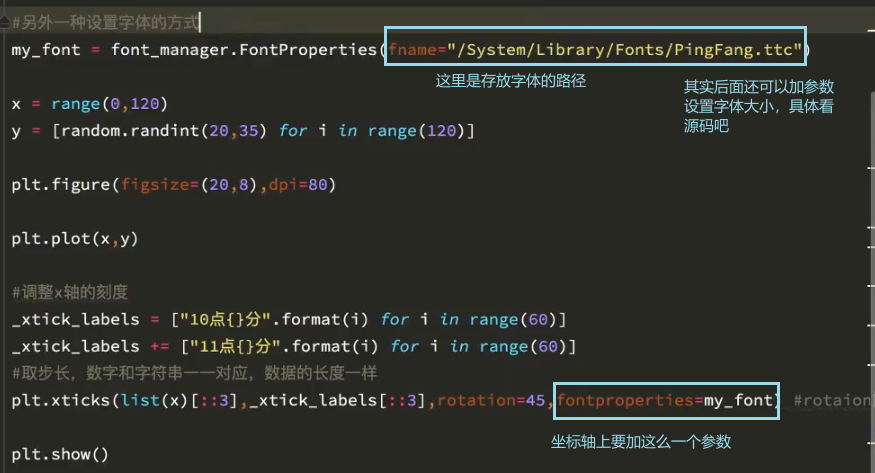 #另外一种设置字体的方式
my_font = font_manager.FontProperties(fname="/System/Library/Fonts/PingFang.ttc")
这里是存放字体的路径
其实后面还可以加参数
设置字体大小，具体看
源码吧
x = range(0,120)
y = [random.randint(20,35) for i in range(120)]
plt.figure(figsize=(20,8),dpi=80)
plt.plot(x,y)
#调整x轴的刻度
_xtick_labels = ["10点{}分".format(i) for i in range(60)]
_xtick_labels += ["11点{}分".format(i) for i in range(60)]
#取步长，数字和字符串一一对应，数据的长度一样
plt.xticks(list(x)[::3],_xtick_labels[::3],rotation=45,fontproperties=my_font) #rotaion
坐标轴上要加这么一个参数
plt.show()